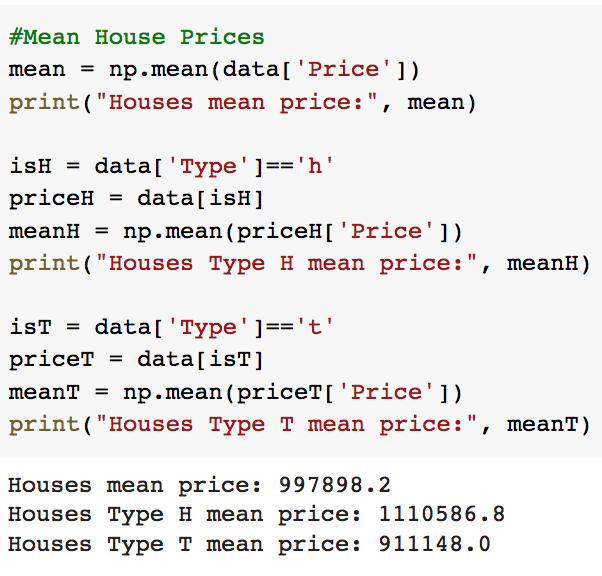 #Mean House Prices
mean = np.mean(data['Price'])
print("Houses mean price:", mean)
isH = data['Type']=='h'
priceH = data[isH]
meanH = np.mean(priceH['Price'])
print("Houses Type H mean price:", meanH)
isT = data['Type']=='t'
priceT = data[isT]
meanT = np.mean(priceT['Price'])
print("Houses Type T mean price:", meanT)
Houses mean price: 997898.2
Houses Type H mean price: 1110586.8
Houses Type T mean price: 911148.0